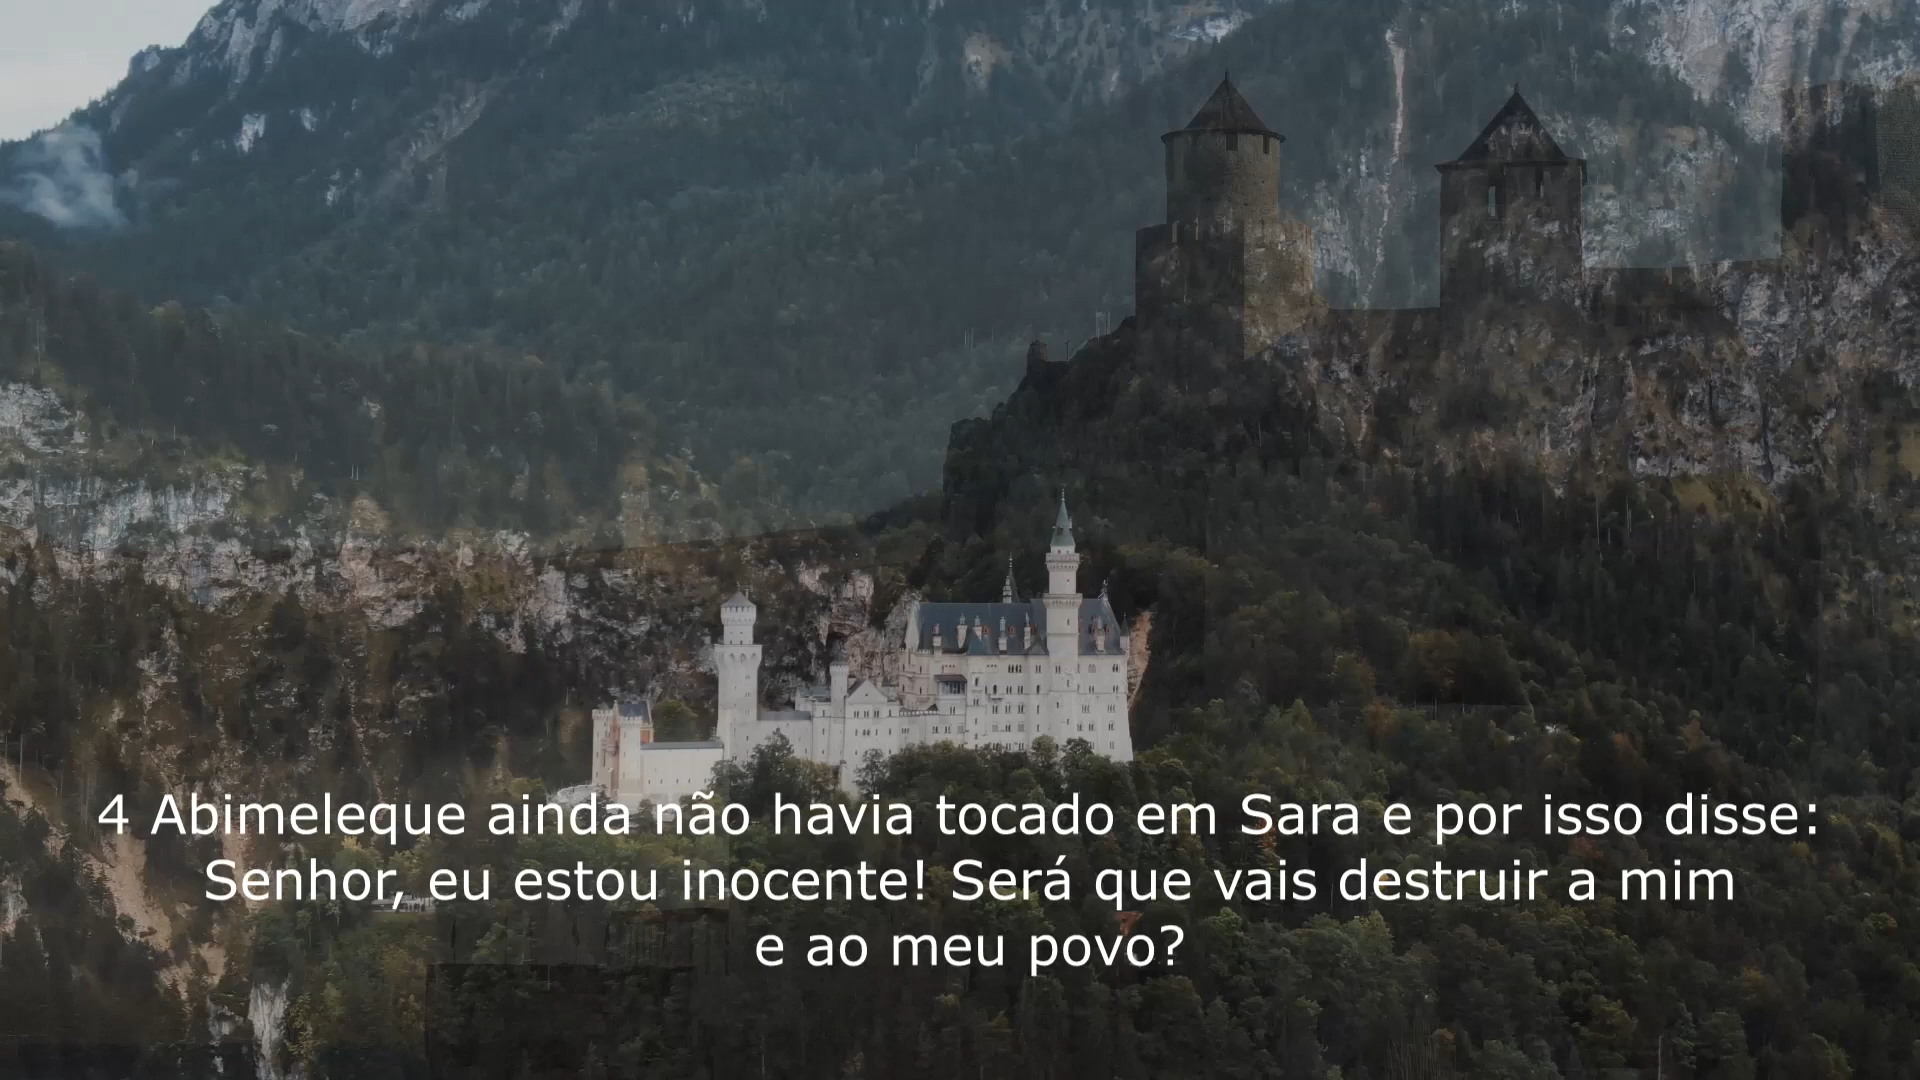 4 Abimeleque ainda não havia tocado em Sara e por isso disse:
Senhor, eu estou inocente! Será que vais destruir a mim
e ao meu povo?